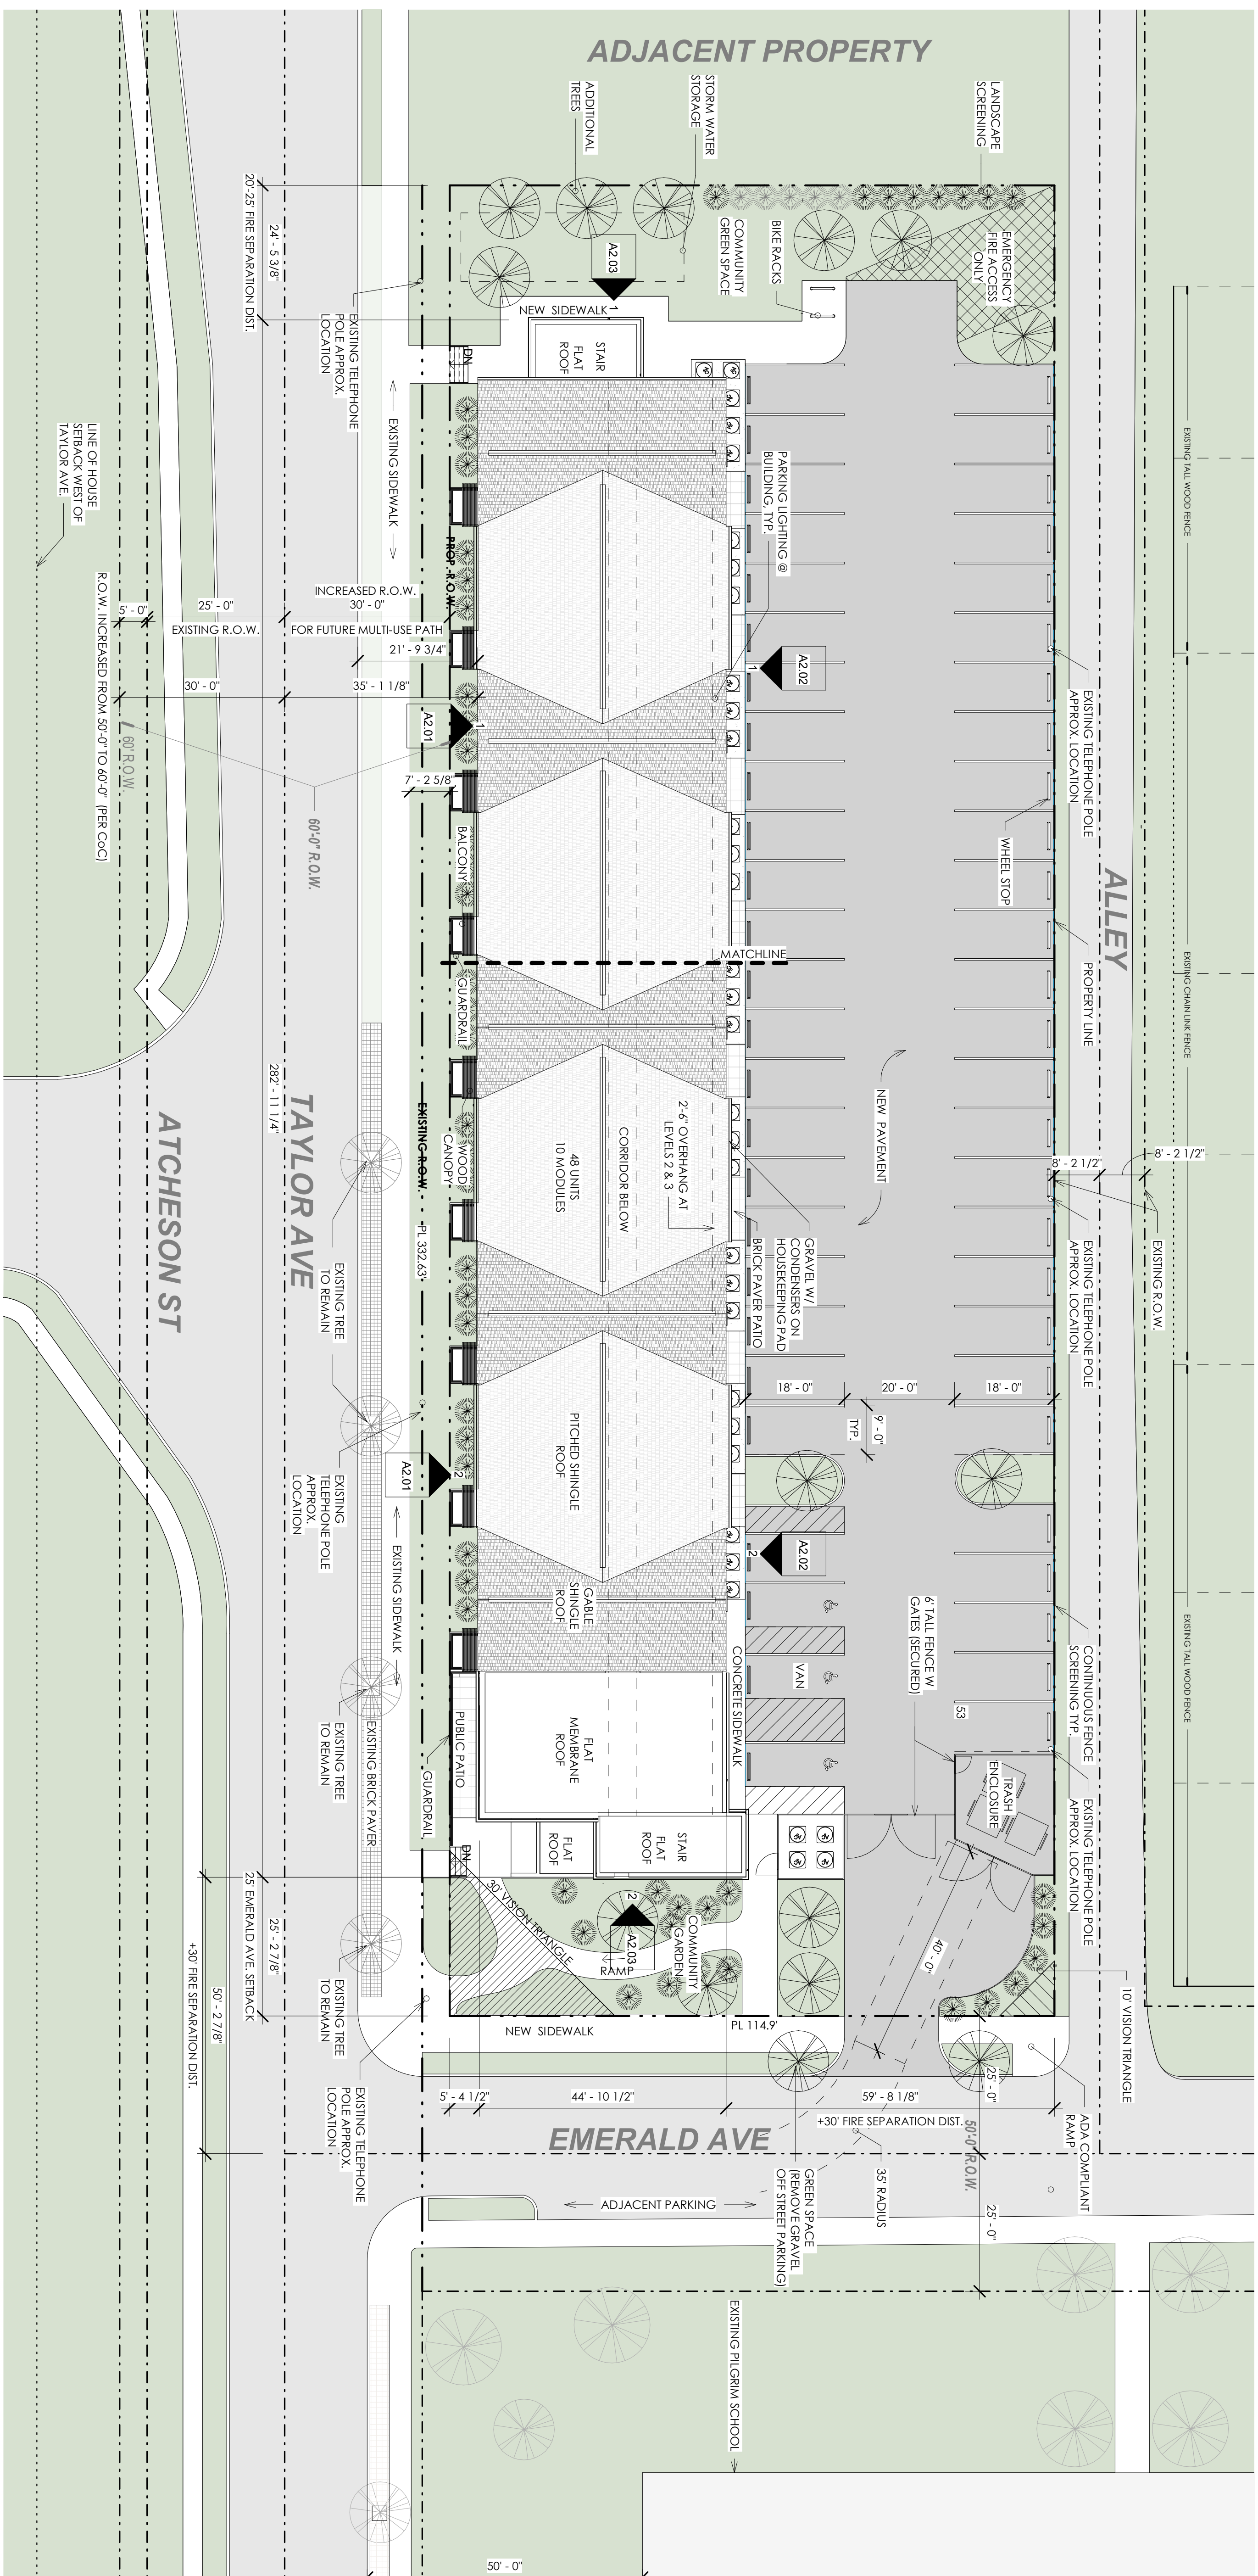 ADJACENT PROPERTY
LANDSCAPE
SCREENING
STORM WATER
STORAGE
ADDITIONAL
TREES
COMMUNITY
GREEN SPACE
BIKE RACKS
EMERGENCY
FIRE ACCESS
ONLY
24' - 5 3/8"
20'-25' FIRE SEPARATION DIST.
A2.03
1
NEW SIDEWALK
STAIR
FLAT
ROOF
DN
EXISTING TELEPHONE
POLE APPROX.
LOCATION
EXISTING SIDEWALK
LINE OF HOUSE
SETBACK WEST OF
TAYLOR AVE.
EXISTING TALL WOOD FENCE
PARKING LIGHTING @
BUILDING, TYP.
PROP. R.O.W.
INCREASED R.O.W.
30' - 0"
FOR FUTURE MULTI-USE PATH
5' - 0"
25' - 0"
EXISTING R.O.W.
21' - 9 3/4"
30' - 0"
35' - 1 1/8"
R.O.W. INCREASED FROM 50'-0" TO 60'-0" (PER CoC)
60' R.O.W
60'-0" R.O.W.
A2.02
1
A2.01
1
7' - 2 5/8"
EXISTING TELEPHONE POLE
APPROX. LOCATION
WHEEL STOP
ALLEY
BALCONY
GUARDRAIL
MATCHLINE
PROPERTY LINE
EXISTING CHAIN LINK FENCE
282' - 11 1/4"
TAYLOR AVE
ATCHESON ST
EXISTING R.O.W.
WOOD
CANOPY
48 UNITS
10 MODULES
CORRIDOR BELOW
2'-6" OVERHANG AT
LEVELS 2 & 3
NEW PAVEMENT
8' - 2 1/2"
8' - 2 1/2"
EXISTING R.O.W.
EXISTING TELEPHONE POLE
APPROX. LOCATION
GRAVEL W/
CONDENSERS ON
HOUSEKEEPING PAD
BRICK PAVER PATIO
PL 332.63'
EXISTING TREE
TO REMAIN
18' - 0"
20' - 0"
18' - 0"
9' - 0"
TYP.
EXISTING
TELEPHONE POLE
APPROX.
LOCATION
PITCHED SHINGLE
ROOF
A2.01
2
A2.02
2
EXISTING SIDEWALK
GABLE
SHINGLE
ROOF
6' TALL FENCE W
GATES (SECURED)
CONTINUOUS FENCE
SCREENING TYP.
EXISTING TALL WOOD FENCE
VAN
53
CONCRETE SIDEWALK
FLAT
MEMBRANE
ROOF
PUBLIC PATIO
GUARDRAIL
EXISTING BRICK PAVER
EXISTING TREE
TO REMAIN
TRASH
ENCLOSURE
EXISTING TELEPHONE POLE
APPROX. LOCATION
STAIR
FLAT
ROOF
FLAT
ROOF
DN
30' VISION TRIANGLE
2
A2.03
COMMUNITY
GARDEN
RAMP
40' - 0"
10' VISION TRIANGLE
25' - 2 7/8"
25' EMERALD AVE. SETBACK
50' - 2 7/8"
+30' FIRE SEPARATION DIST.
EXISTING TREE
TO REMAIN
NEW SIDEWALK
PL 114.9'
EXISTING TELEPHONE
POLE APPROX.
LOCATION
5' - 4 1/2"
44' - 10 1/2"
59' - 8 1/8"
25' - 0"
+30' FIRE SEPARATION DIST.
50'-0" R.O.W.
ADA COMPLIANT
RAMP
EMERALD AVE
ADJACENT PARKING
GREEN SPACE
(REMOVE GRAVEL
OFF STREET PARKING)
35' RADIUS
25' - 0"
EXISTING PILGRIM SCHOOL
50' - 0"